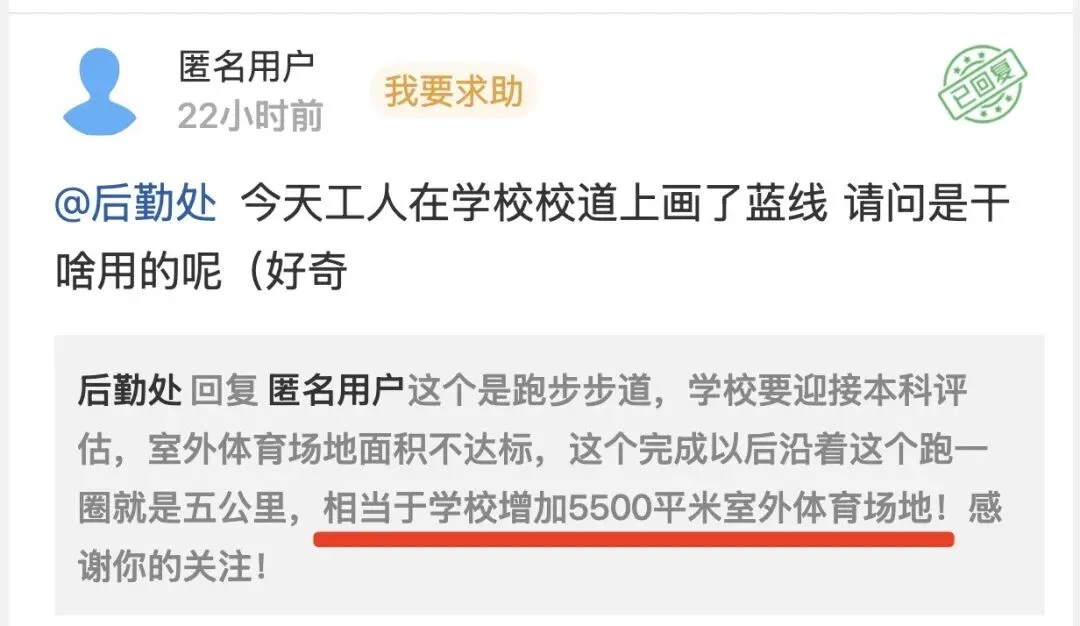 匿名用户
22小时前
我要求助
已回复
@后勤处 今天工人在学校校道上画了蓝线 请问是干
啥用的呢（好奇
后勤处 回复 匿名用户这个是跑步步道，学校要迎接本科评
估，室外体育场地面积不达标，这个完成以后沿着这个跑一
圈就是五公里，相当于学校增加5500平米室外体育场地！感
谢你的关注！